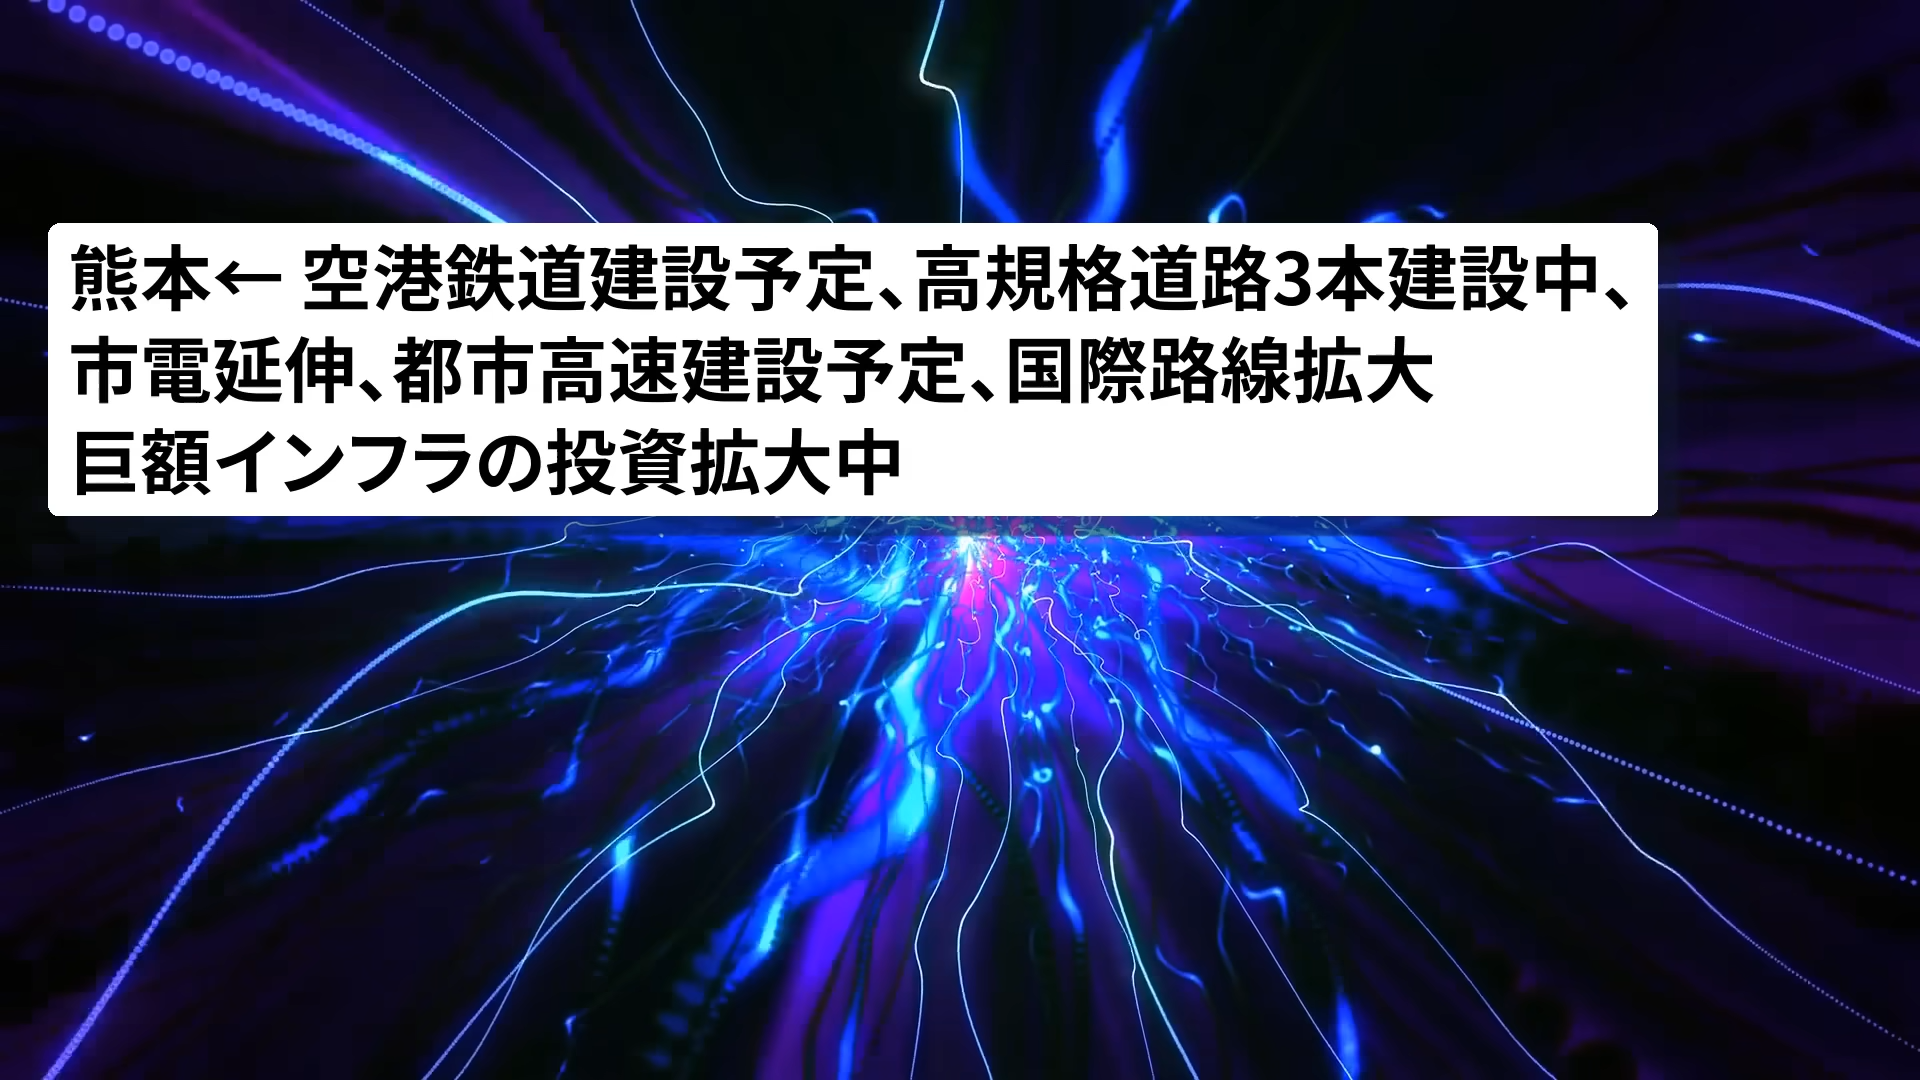 熊本← 空港鉄道建設予定、高規格道路3本建設中、
市電延伸、都市高速建設予定、国際路線拡大
巨額インフラの投資拡大中